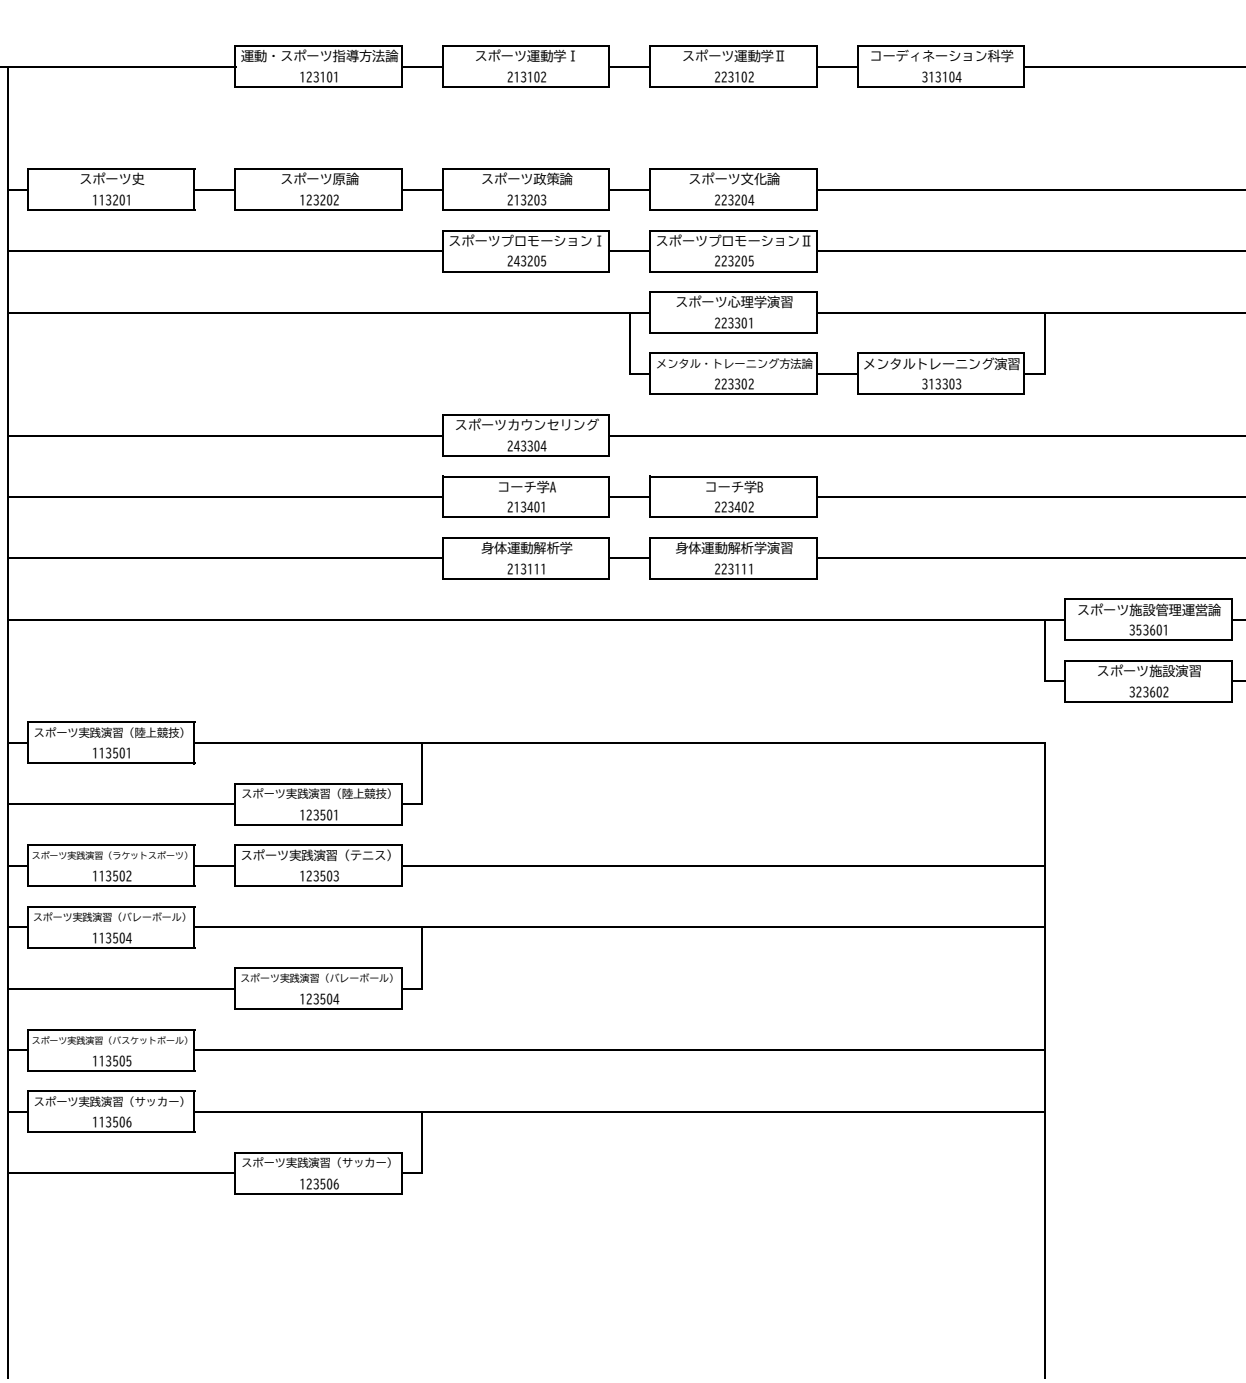 運動・スポーツ指導方法論
123101
スポーツ運動学Ⅰ
213102
スポーツ運動学Ⅱ
223102
コーディネーション科学
313104
スポーツ史
113201
スポーツ原論
123202
スポーツ政策論
213203
スポーツ文化論
223204
スポーツプロモーションⅠ
243205
スポーツプロモーションⅡ
223205
スポーツ心理学演習
223301
メンタル・トレーニング方法論
223302
メンタルトレーニング演習
313303
スポーツカウンセリング
243304
コーチ学A
213401
コーチ学B
223402
身体運動解析学
213111
身体運動解析学演習
223111
スポーツ施設管理運営論
353601
スポーツ施設演習
323602
スポーツ実践演習（陸上競技）
113501
スポーツ実践演習（陸上競技）
123501
スポーツ実践演習（ラケットスポーツ）
113502
スポーツ実践演習（テニス）
123503
スポーツ実践演習（バレーボール）
113504
スポーツ実践演習（バレーボール）
123504
スポーツ実践演習（バスケットボール）
113505
スポーツ実践演習（サッカー）
113506
スポーツ実践演習（サッカー）
123506